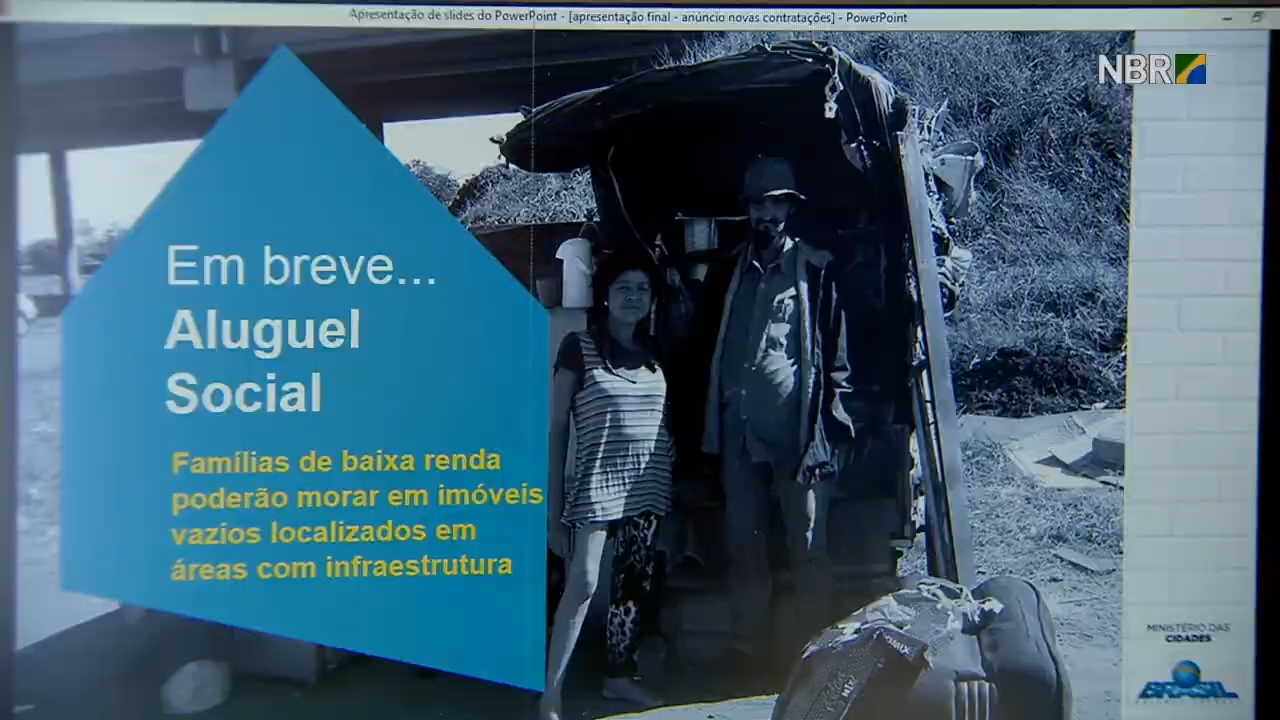 Apresentação de slides do PowerPoint - [apresentação final - anúncio novas contratações] - PowerPoint
NBR
Em breve...
Aluguel
Social
Famílias de baixa renda
poderão morar em imóveis
vazios localizados em
áreas com infraestrutura
MINISTÉRIO DAS
CIDADES
BRASIL